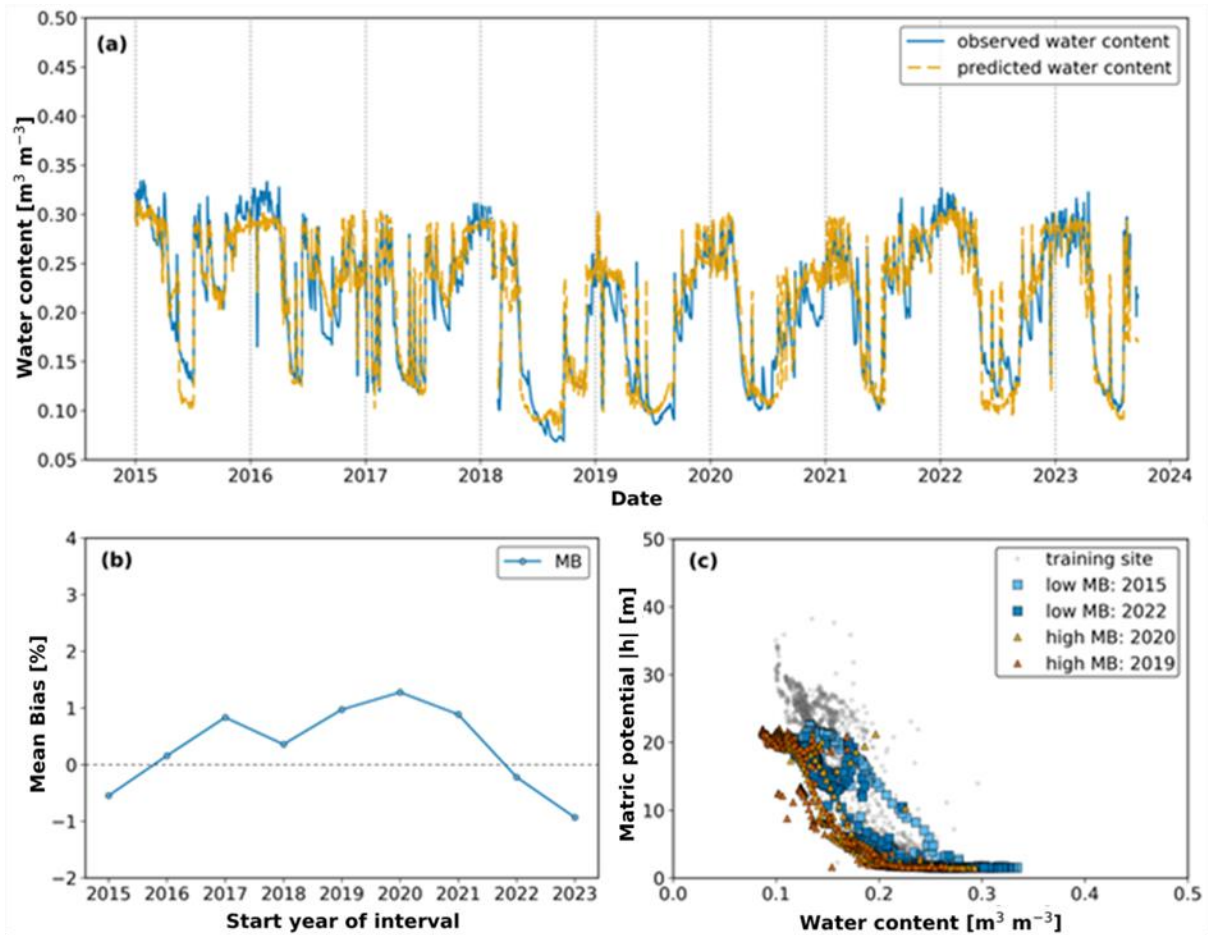 (a)
observed water content
predicted water content
Water content [m³ m⁻³]
0.50
0.45
0.40
0.35
0.30
0.25
0.20
0.15
0.10
0.05
2015 2016 2017 2018 2019 2020 2021 2022 2023 2024
Date
(b)
MB
Mean Bias [%]
4
3
2
1
0
−1
−2
2015 2016 2017 2018 2019 2020 2021 2022 2023
Start year of interval
(c)
training site
low MB: 2015
low MB: 2022
high MB: 2020
high MB: 2019
Matric potential |h| [m]
50
40
30
20
10
0
0.0 0.1 0.2 0.3 0.4 0.5
Water content [m³ m⁻³]